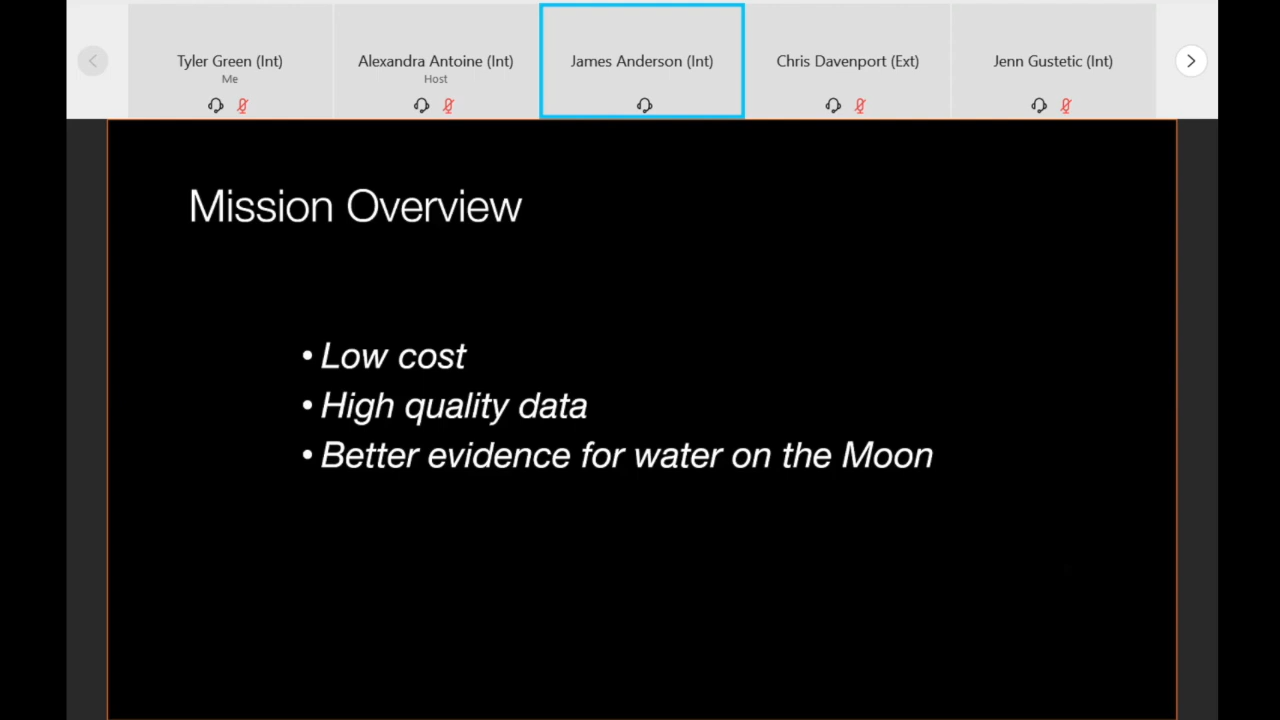 Tyler Green (Int)
Me
Alexandra Antoine (Int)
Host
James Anderson (Int)
Chris Davenport (Ext)
Jenn Gustetic (Int)
Mission Overview
• Low cost
• High quality data
• Better evidence for water on the Moon